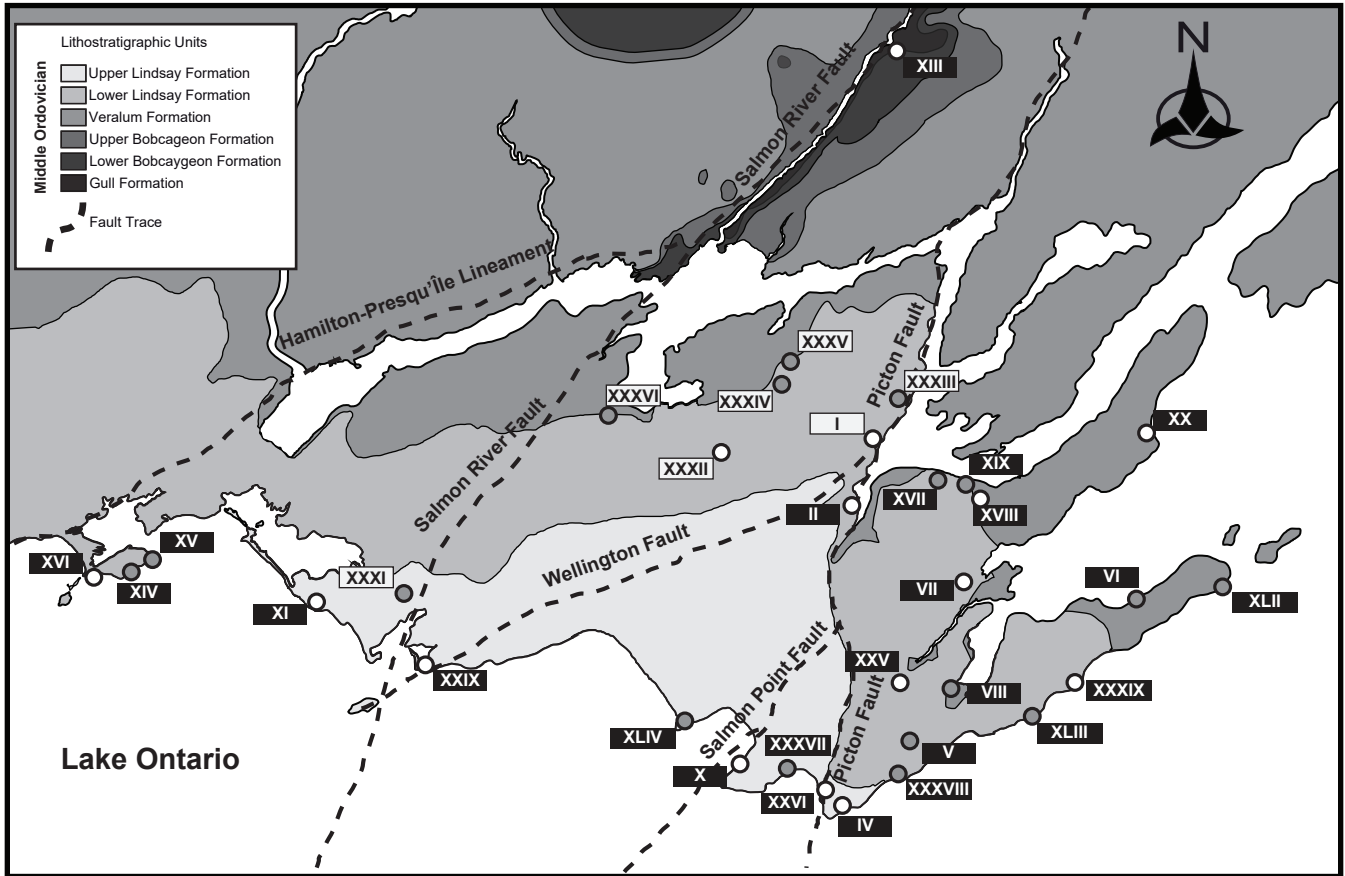 Lithostratigraphic Units
Middle Ordovician
Upper Lindsay Formation
Lower Lindsay Formation
Veralum Formation
Upper Bobcageon Formation
Lower Bobcaygeon Formation
Gull Formation
Fault Trace
N
XIII
Salmon River Fault
Hamilton-Presqu'Île Lineament
XXXV
Picton Fault
XXXIII
XXXIV
XXXVI
I
XX
XXXII
Salmon River Fault
XIX
XVII
XVIII
II
Wellington Fault
XV
XVI
XIV
XXXI
XI
VII
VI
XLII
Salmon Point Fault
XXV
XXIX
VIII
XXXIX
XLIV
XLIII
Picton Fault
XXXVII
V
Lake Ontario
X
XXXVIII
XXVI
IV